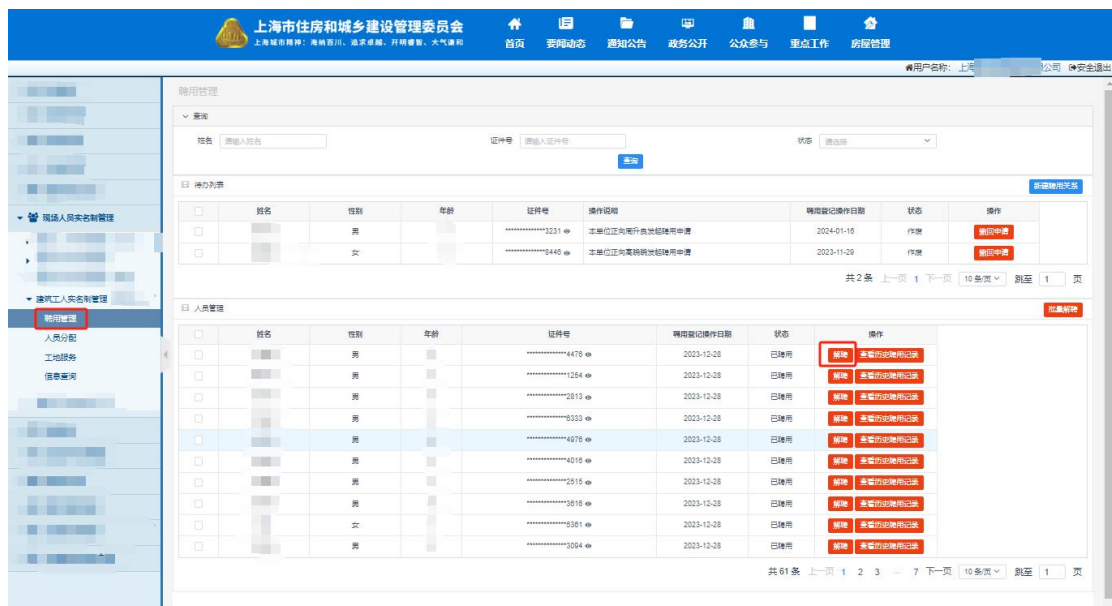 上海市住房和城乡建设管理委员会
上海城市精神：海纳百川、追求卓越、开明睿智、大气谦和
首页 要闻动态 通知公告 政务公开 公众参与 重点工作 房屋管理
用户名称： 上海 公司 安全退出
聘用管理
查询
姓名 请输入姓名 证件号 请输入证件号 状态 请选择
查询
待办列表 新建聘用关系
姓名 性别 年龄 证件号 操作说明 聘用登记操作日期 状态 操作
男 **************3231 本单位正向周升良发起聘用申请 2024-01-16 作废 撤回申请
女 **************8446 本单位正向高晓晓发起聘用申请 2023-11-29 作废 撤回申请
共2条 上一页 1 下一页 10条/页 跳至 1 页
现场人员实名制管理
建筑工人实名制管理
聘用管理
人员分配
工地服务
信息查询
人员管理 批量解聘
姓名 性别 年龄 证件号 聘用登记操作日期 状态 操作
男 **************4476 2023-12-28 已聘用 解聘 查看历史聘用记录
男 **************1254 2023-12-28 已聘用 解聘 查看历史聘用记录
男 **************2813 2023-12-28 已聘用 解聘 查看历史聘用记录
男 **************6333 2023-12-28 已聘用 解聘 查看历史聘用记录
男 **************4976 2023-12-28 已聘用 解聘 查看历史聘用记录
男 **************4016 2023-12-28 已聘用 解聘 查看历史聘用记录
男 **************2516 2023-12-28 已聘用 解聘 查看历史聘用记录
男 **************3616 2023-12-28 已聘用 解聘 查看历史聘用记录
女 **************6361 2023-12-28 已聘用 解聘 查看历史聘用记录
男 **************3094 2023-12-28 已聘用 解聘 查看历史聘用记录
共61条 上一页 1 2 3 ··· 7 下一页 10条/页 跳至 1 页